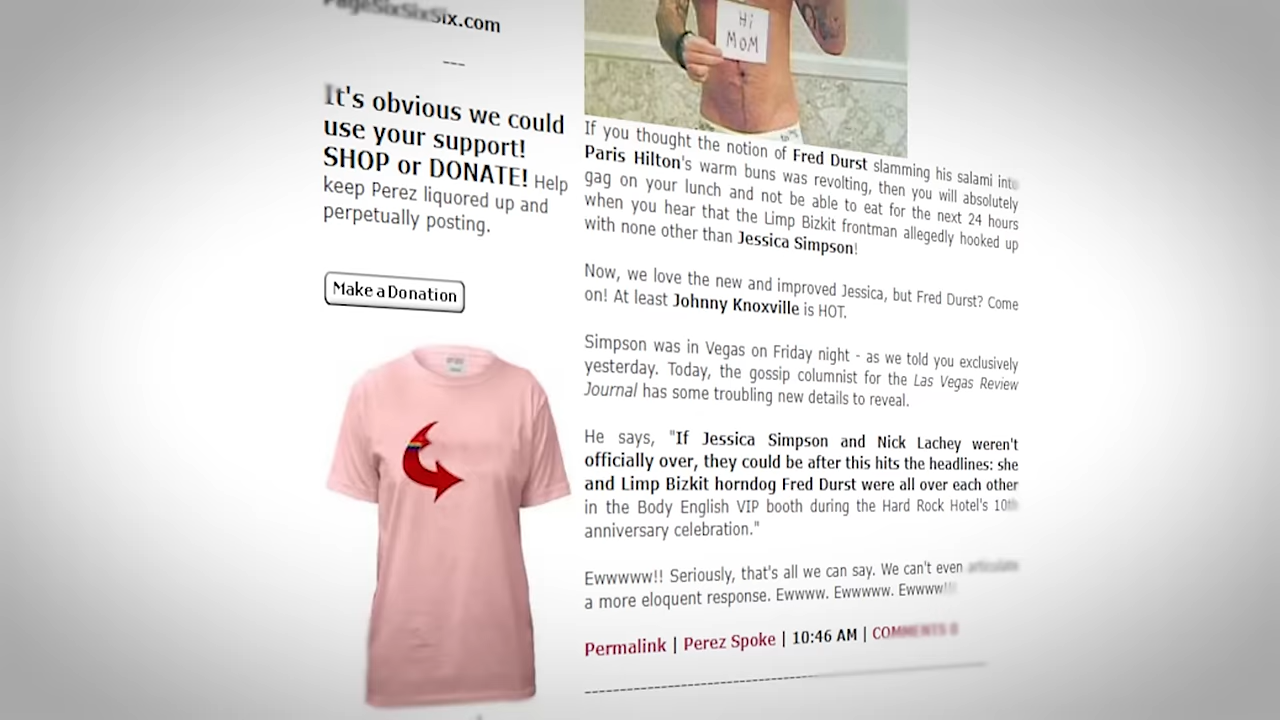 PageSixSixSix.com
---
It's obvious we could
use your support!
SHOP or DONATE! Help
keep Perez liquored up and
perpetually posting.
Make a Donation
Hi
MOM
If you thought the notion of Fred Durst slamming his salami into
Paris Hilton's warm buns was revolting, then you will absolutely
gag on your lunch and not be able to eat for the next 24 hours
when you hear that the Limp Bizkit frontman allegedly hooked up
with none other than Jessica Simpson!
Now, we love the new and improved Jessica, but Fred Durst? Come
on! At least Johnny Knoxville is HOT.
Simpson was in Vegas on Friday night - as we told you exclusively
yesterday. Today, the gossip columnist for the Las Vegas Review
Journal has some troubling new details to reveal.
He says, "If Jessica Simpson and Nick Lachey weren't
officially over, they could be after this hits the headlines: she
and Limp Bizkit horndog Fred Durst were all over each other
in the Body English VIP booth during the Hard Rock Hotel's 10th
anniversary celebration."
Ewwwww!! Seriously, that's all we can say. We can't even articulate
a more eloquent response. Ewwww. Ewwwww. Ewwww!!!
Permalink | Perez Spoke | 10:46 AM | COMMENTS